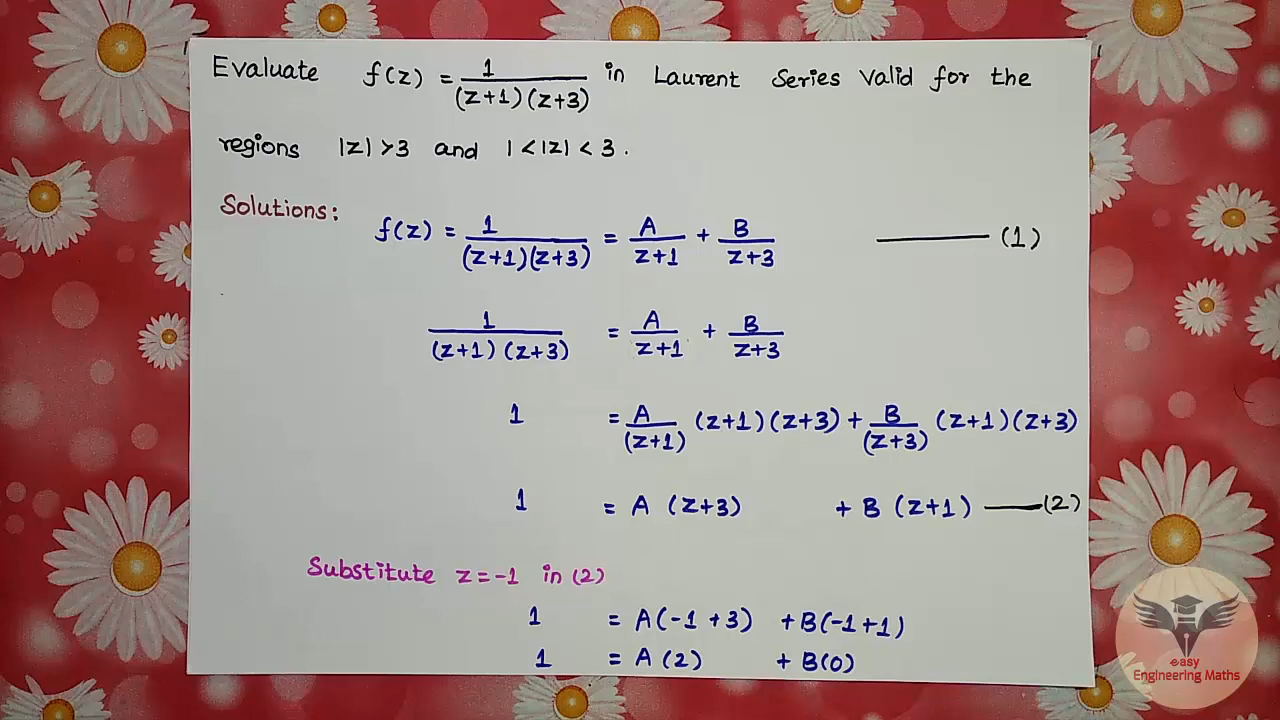 Evaluate f(z) = 1/(z+1)(z+3) in Laurent Series Valid for the
regions |z| > 3 and 1 < |z| < 3.
Solutions:
f(z) = 1/(z+1)(z+3) = A/z+1 + B/z+3 —— (1)
1/(z+1)(z+3) = A/z+1 + B/z+3
1 = A/(z+1) (z+1)(z+3) + B/(z+3) (z+1)(z+3)
1 = A (z+3) + B (z+1) —— (2)
Substitute z = -1 in (2)
1 = A(-1+3) + B(-1+1)
1 = A(2) + B(0)
easy
Engineering Maths